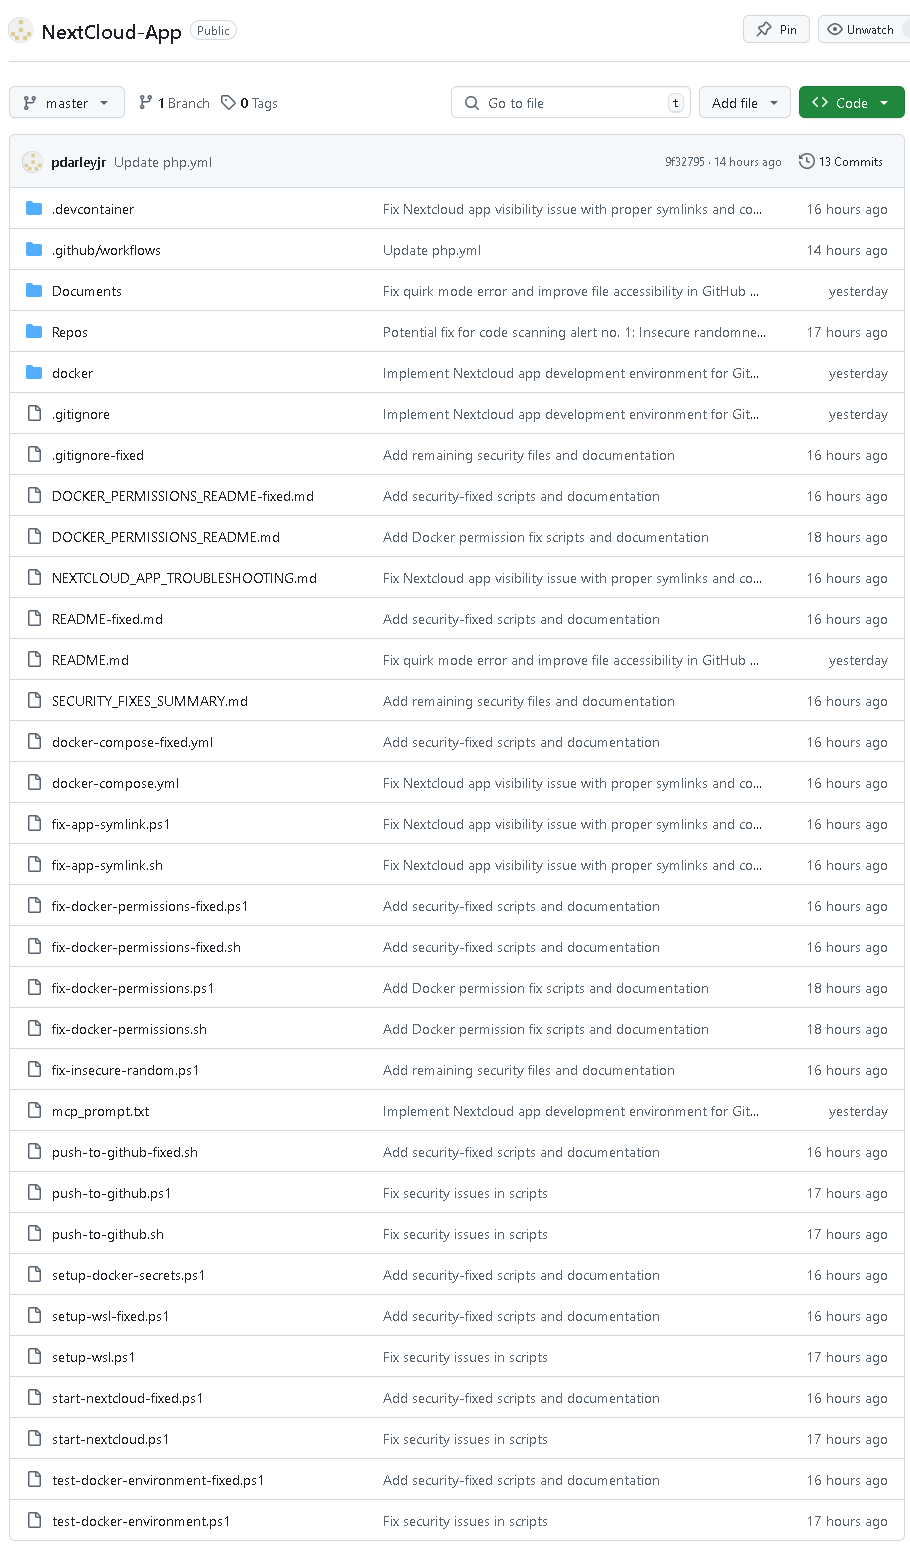 NextCloud-App Public Pin Unwatch
master 1 Branch 0 Tags Go to file t Add file Code
pdarleyjr Update php.yml 9f32795 · 14 hours ago 13 Commits
.devcontainer Fix Nextcloud app visibility issue with proper symlinks and co... 16 hours ago
.github/workflows Update php.yml 14 hours ago
Documents Fix quirk mode error and improve file accessibility in GitHub ... yesterday
Repos Potential fix for code scanning alert no. 1: Insecure randomne... 17 hours ago
docker Implement Nextcloud app development environment for Git... yesterday
.gitignore Implement Nextcloud app development environment for Git... yesterday
.gitignore-fixed Add remaining security files and documentation 16 hours ago
DOCKER_PERMISSIONS_README-fixed.md Add security-fixed scripts and documentation 16 hours ago
DOCKER_PERMISSIONS_README.md Add Docker permission fix scripts and documentation 18 hours ago
NEXTCLOUD_APP_TROUBLESHOOTING.md Fix Nextcloud app visibility issue with proper symlinks and co... 16 hours ago
README-fixed.md Add security-fixed scripts and documentation 16 hours ago
README.md Fix quirk mode error and improve file accessibility in GitHub ... yesterday
SECURITY_FIXES_SUMMARY.md Add remaining security files and documentation 16 hours ago
docker-compose-fixed.yml Add security-fixed scripts and documentation 16 hours ago
docker-compose.yml Fix Nextcloud app visibility issue with proper symlinks and co... 16 hours ago
fix-app-symlink.ps1 Fix Nextcloud app visibility issue with proper symlinks and co... 16 hours ago
fix-app-symlink.sh Fix Nextcloud app visibility issue with proper symlinks and co... 16 hours ago
fix-docker-permissions-fixed.ps1 Add security-fixed scripts and documentation 16 hours ago
fix-docker-permissions-fixed.sh Add security-fixed scripts and documentation 16 hours ago
fix-docker-permissions.ps1 Add Docker permission fix scripts and documentation 18 hours ago
fix-docker-permissions.sh Add Docker permission fix scripts and documentation 18 hours ago
fix-insecure-random.ps1 Add remaining security files and documentation 16 hours ago
mcp_prompt.txt Implement Nextcloud app development environment for Git... yesterday
push-to-github-fixed.sh Add security-fixed scripts and documentation 16 hours ago
push-to-github.ps1 Fix security issues in scripts 17 hours ago
push-to-github.sh Fix security issues in scripts 17 hours ago
setup-docker-secrets.ps1 Add security-fixed scripts and documentation 16 hours ago
setup-wsl-fixed.ps1 Add security-fixed scripts and documentation 16 hours ago
setup-wsl.ps1 Fix security issues in scripts 17 hours ago
start-nextcloud-fixed.ps1 Add security-fixed scripts and documentation 16 hours ago
start-nextcloud.ps1 Fix security issues in scripts 17 hours ago
test-docker-environment-fixed.ps1 Add security-fixed scripts and documentation 16 hours ago
test-docker-environment.ps1 Fix security issues in scripts 17 hours ago